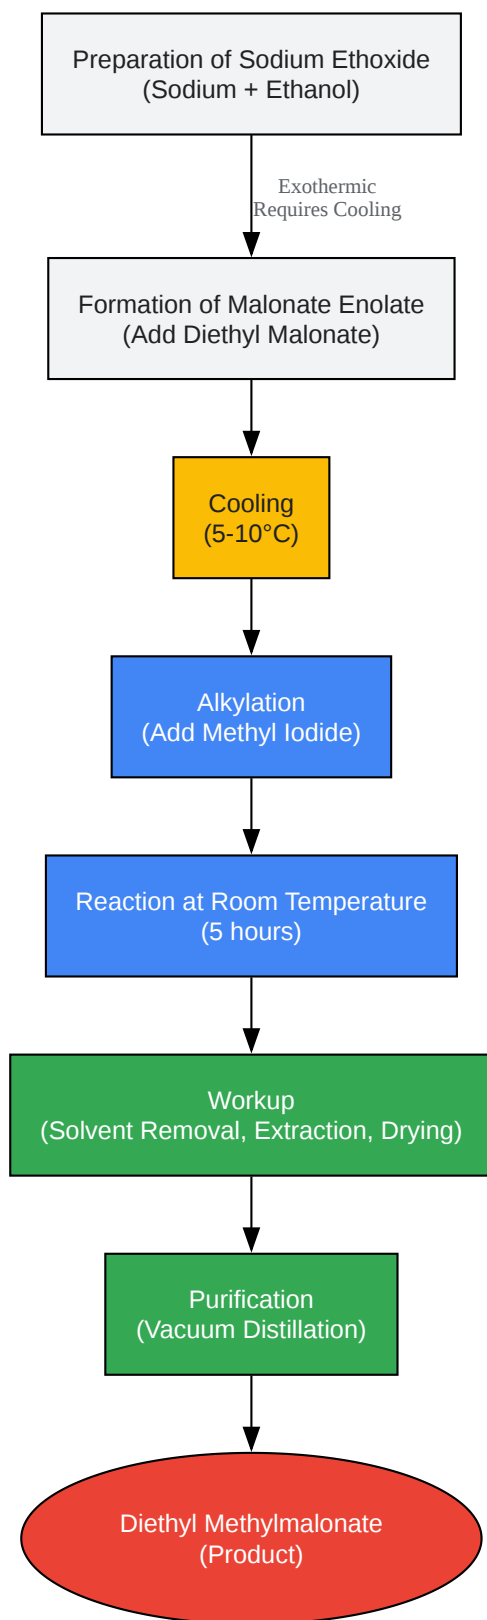 Preparation of Sodium Ethoxide
(Sodium + Ethanol)
Exothermic
Requires Cooling
Formation of Malonate Enolate
(Add Diethyl Malonate)
Cooling
(5-10°C)
Alkylation
(Add Methyl Iodide)
Reaction at Room Temperature
(5 hours)
Workup
(Solvent Removal, Extraction, Drying)
Purification
(Vacuum Distillation)
Diethyl Methylmalonate
(Product)